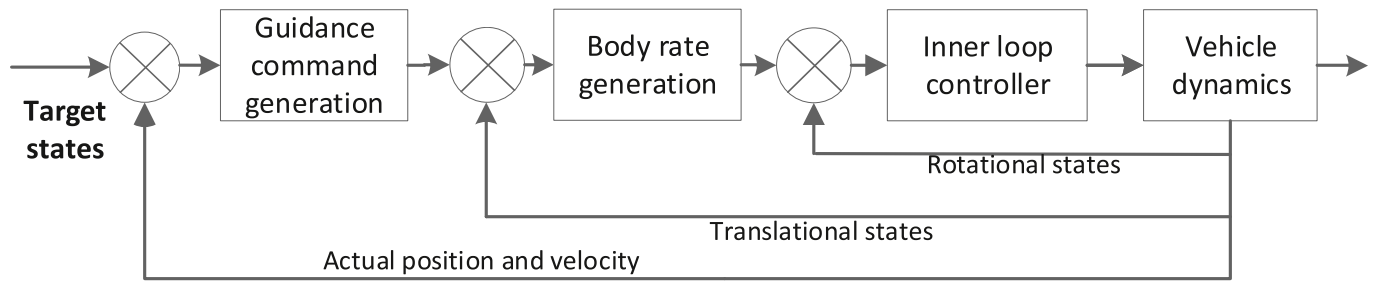 Target
states
Guidance
command
generation
Body rate
generation
Inner loop
controller
Vehicle
dynamics
Rotational states
Translational states
Actual position and velocity